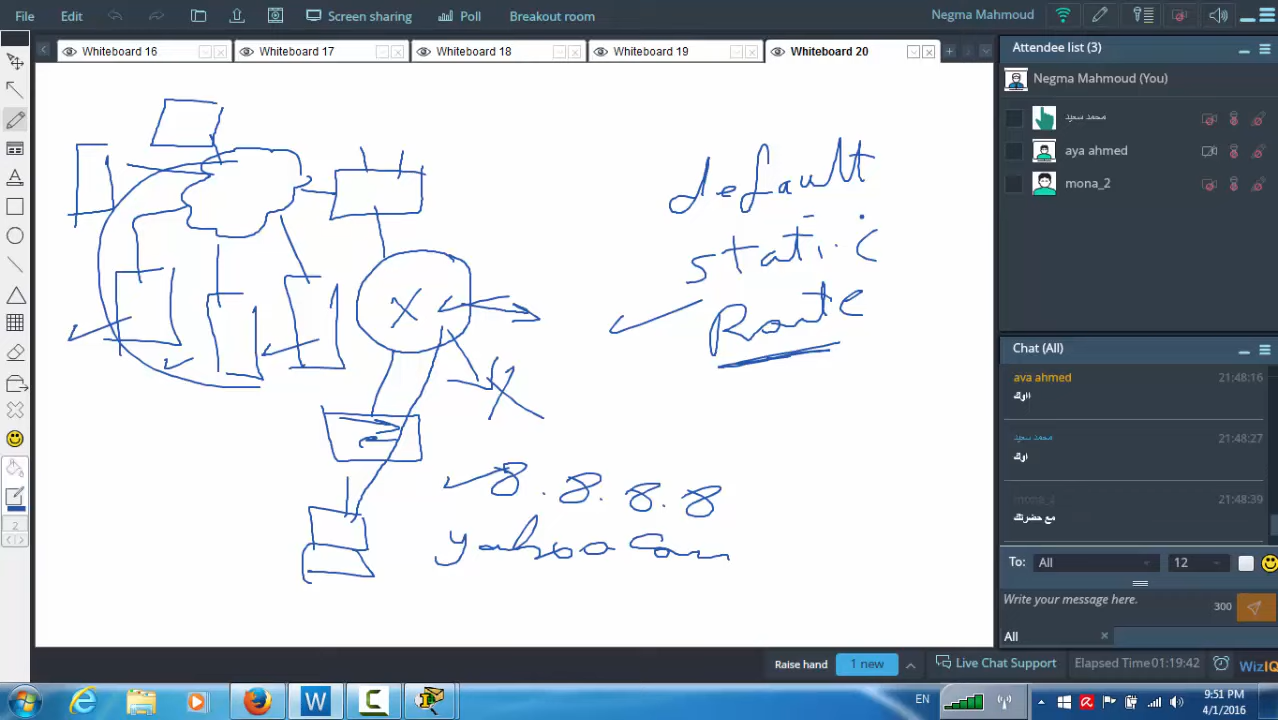 File Edit Screen sharing Poll Breakout room Negma Mahmoud
Whiteboard 16 Whiteboard 17 Whiteboard 18 Whiteboard 19 Whiteboard 20
Attendee list (3)
Negma Mahmoud (You)
محمد سعيد
aya ahmed
mona_2
default
static
Route
X
X
8.8.8.8
yahoo com
Chat (All)
aya ahmed 21:48:16
محمد سعيد 21:48:27
اوك
mona_2 21:48:39
مع حضرتك
To: All 12
Write your message here. 300
All
2
Raise hand 1 new Live Chat Support Elapsed Time 01:19:42 WizIQ
EN 9:51 PM
4/1/2016